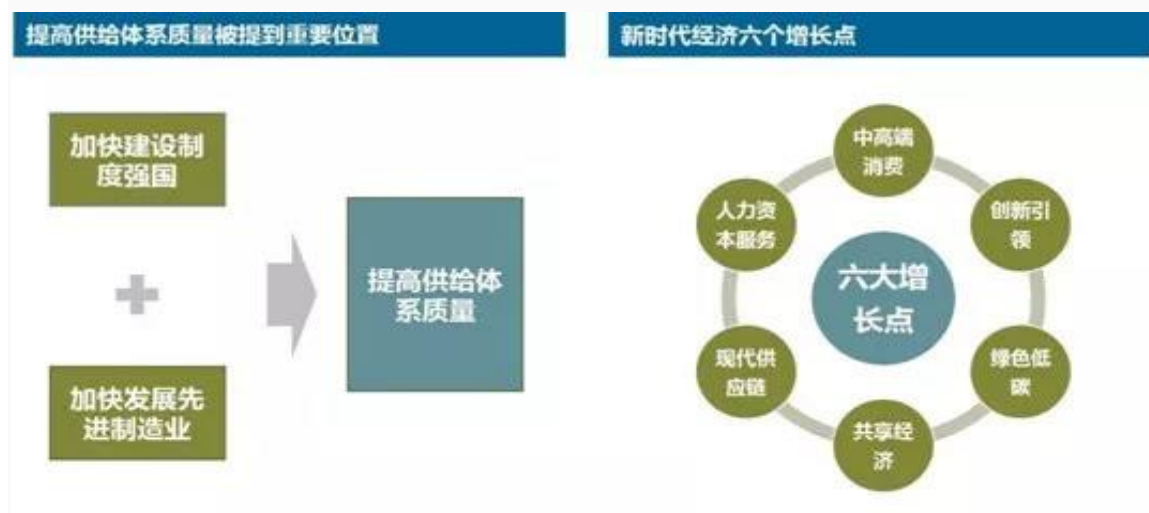 提高供给体系质量被提到重要位置
加快建设制
度强国
+
加快发展先
进制造业
提高供给体
系质量
新时代经济六个增长点
中高端
消费
创新引
领
绿色低
碳
共享经
济
现代供
应链
人力资
本服务
六大增
长点